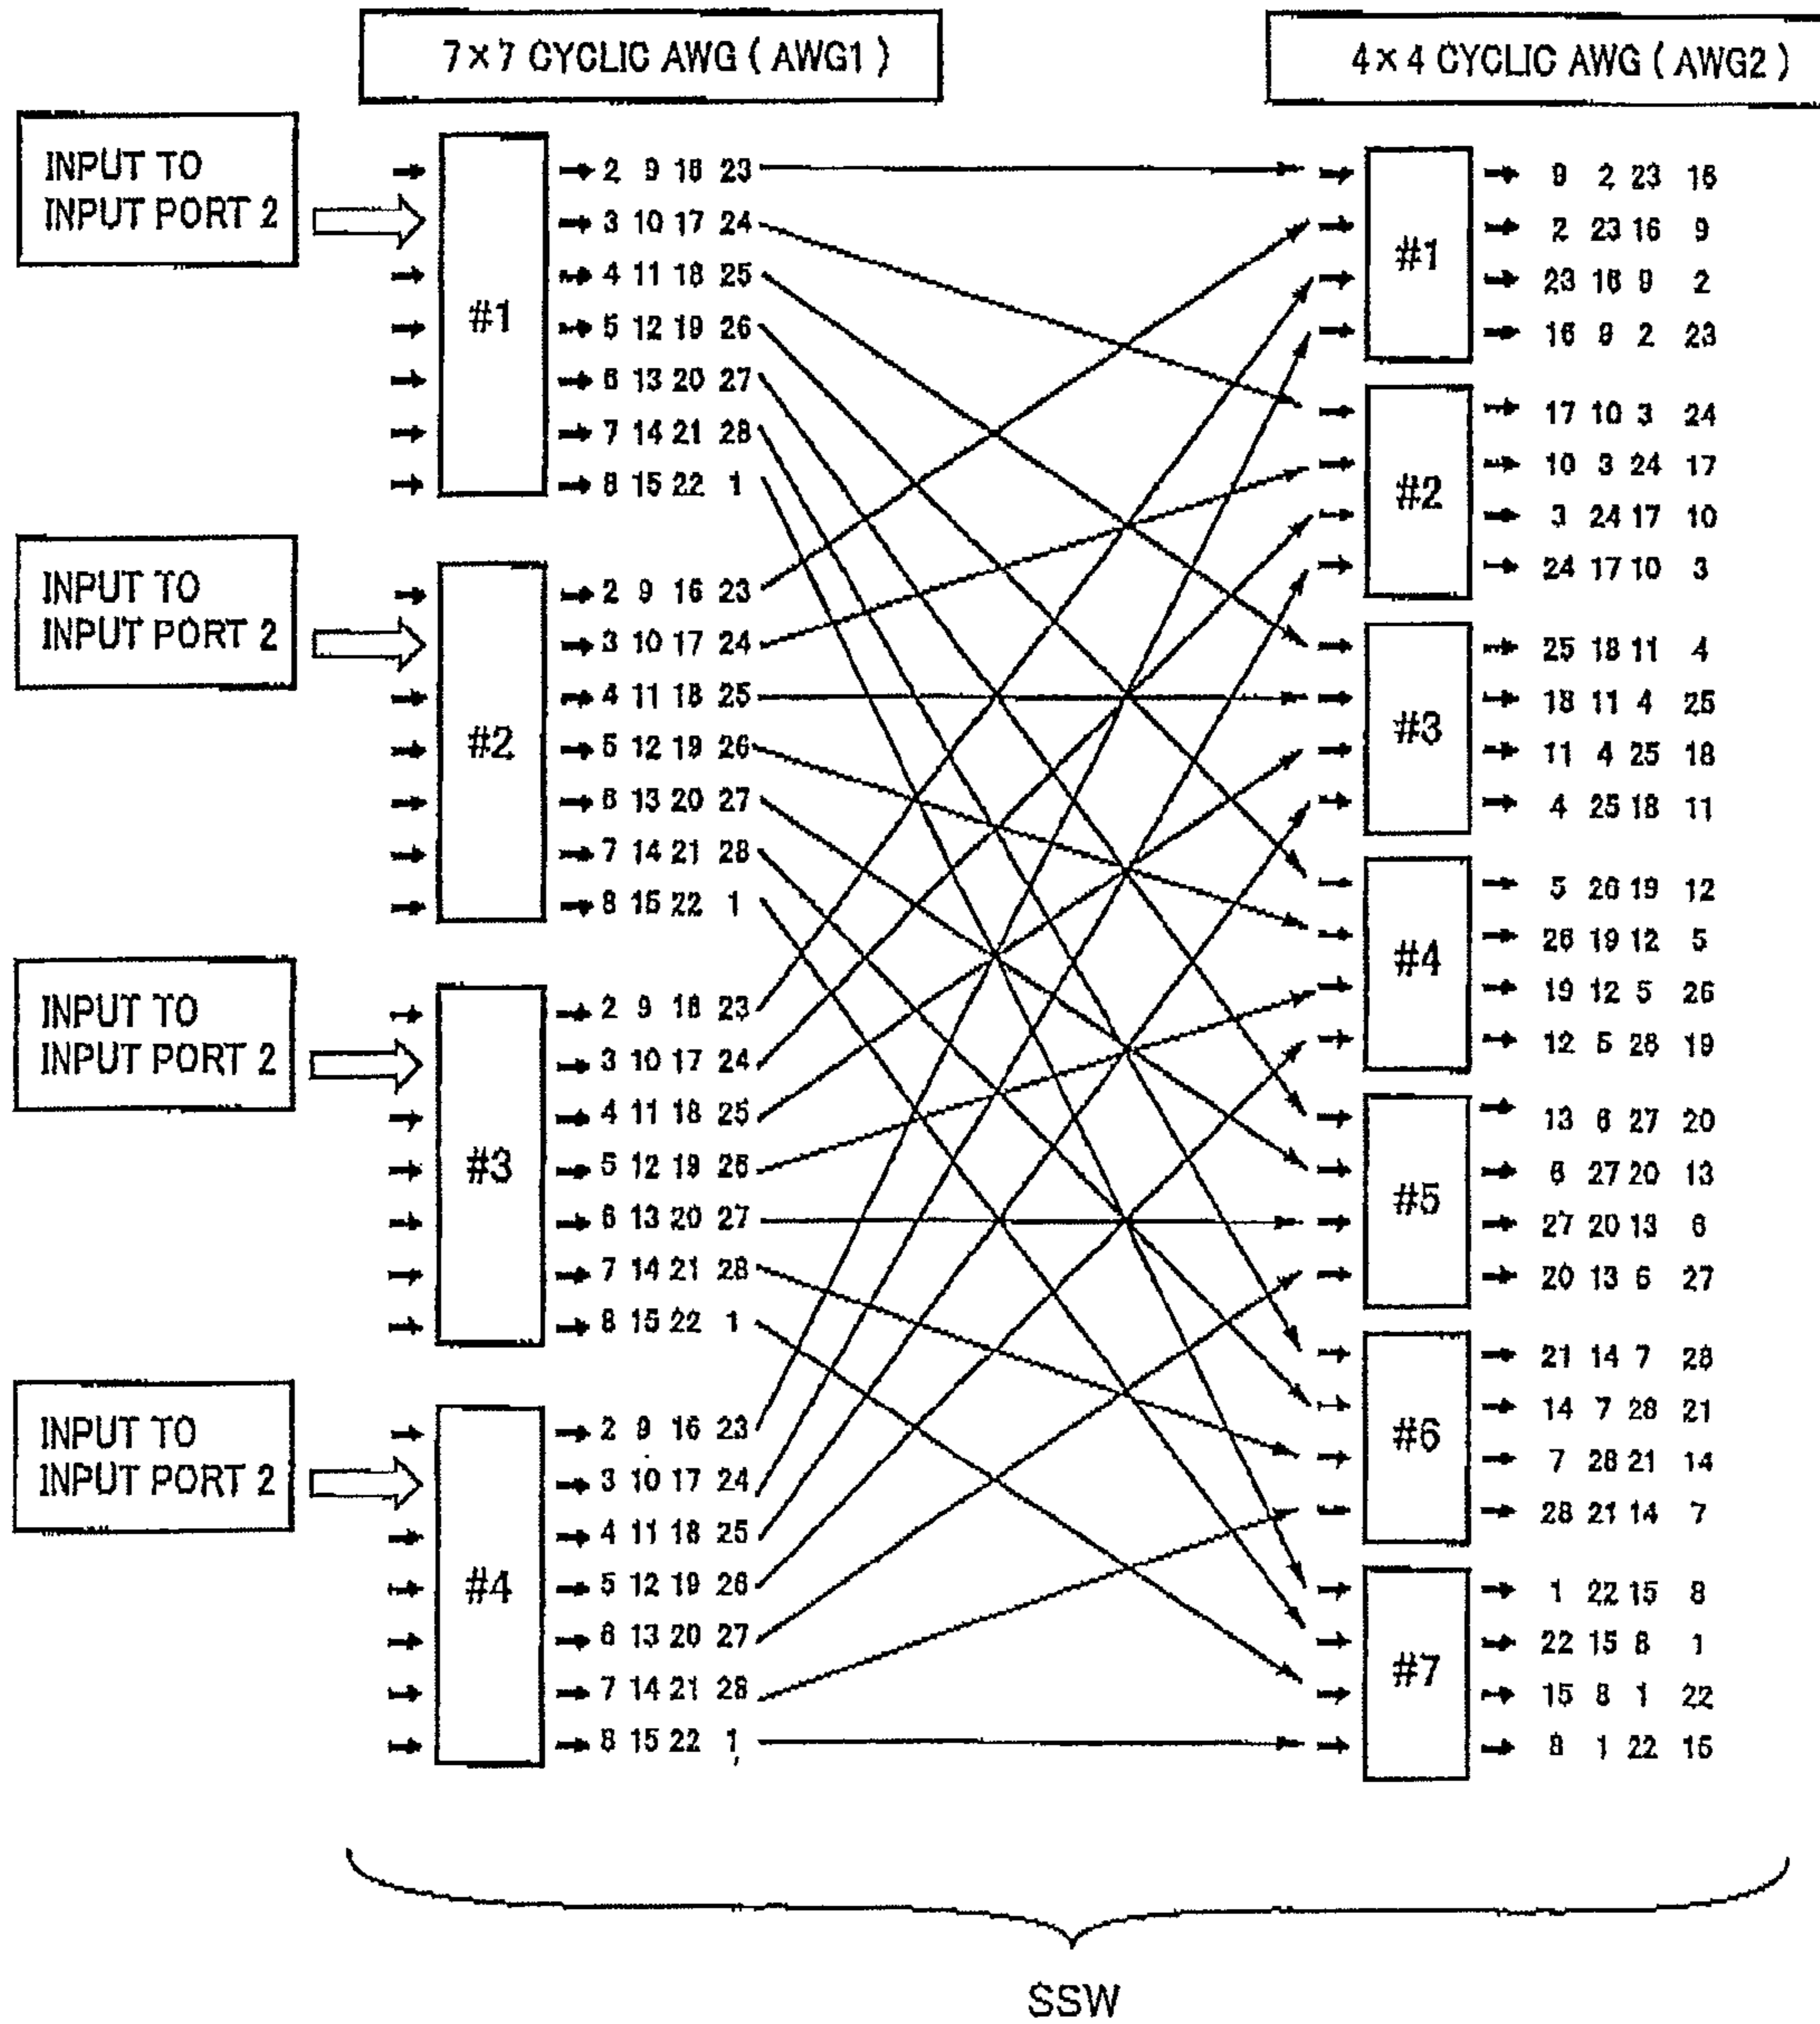 7×7 CYCLIC AWG ( AWG1 )
4×4 CYCLIC AWG ( AWG2 )
INPUT TO
INPUT PORT 2
#1
2 9 16 23
3 10 17 24
4 11 18 25
5 12 19 26
6 13 20 27
7 14 21 28
8 15 22 1
INPUT TO
INPUT PORT 2
#2
2 9 16 23
3 10 17 24
4 11 18 25
5 12 19 26
6 13 20 27
7 14 21 28
8 15 22 1
INPUT TO
INPUT PORT 2
#3
2 9 16 23
3 10 17 24
4 11 18 25
5 12 19 26
6 13 20 27
7 14 21 28
8 15 22 1
INPUT TO
INPUT PORT 2
#4
2 9 16 23
3 10 17 24
4 11 18 25
5 12 19 26
6 13 20 27
7 14 21 28
8 15 22 1
#1
9 2 23 16
2 23 16 9
23 16 9 2
16 9 2 23
#2
17 10 3 24
10 3 24 17
3 24 17 10
24 17 10 3
#3
25 18 11 4
18 11 4 25
11 4 25 18
4 25 18 11
#4
5 26 19 12
26 19 12 5
19 12 5 26
12 5 26 19
#5
13 6 27 20
6 27 20 13
27 20 13 6
20 13 6 27
#6
21 14 7 28
14 7 28 21
7 28 21 14
28 21 14 7
#7
1 22 15 8
22 15 8 1
15 8 1 22
8 1 22 15
SSW